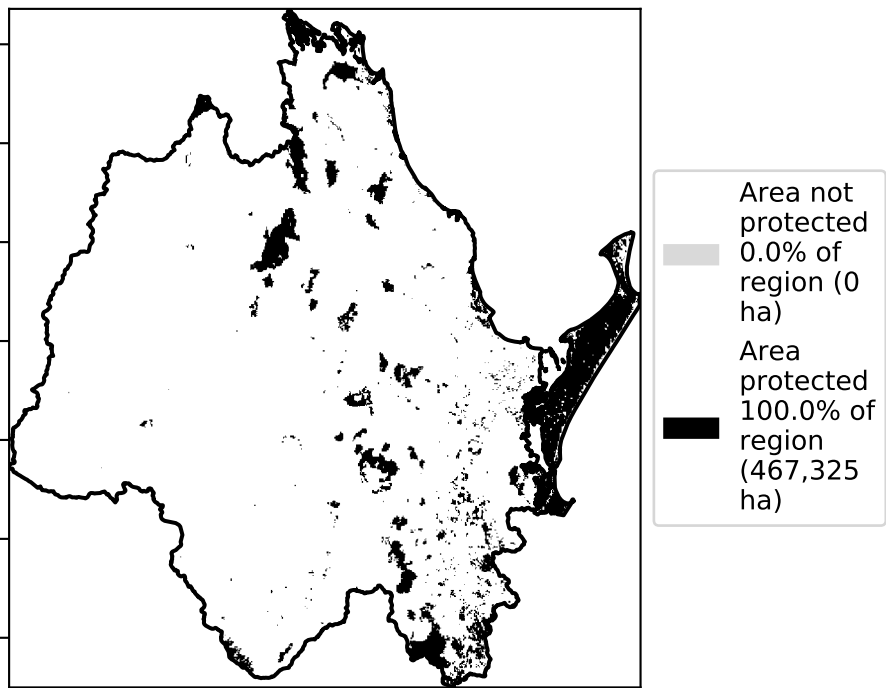 Area not
protected
0.0% of
region (0
ha)
Area
protected
100.0% of
region
(467,325
ha)